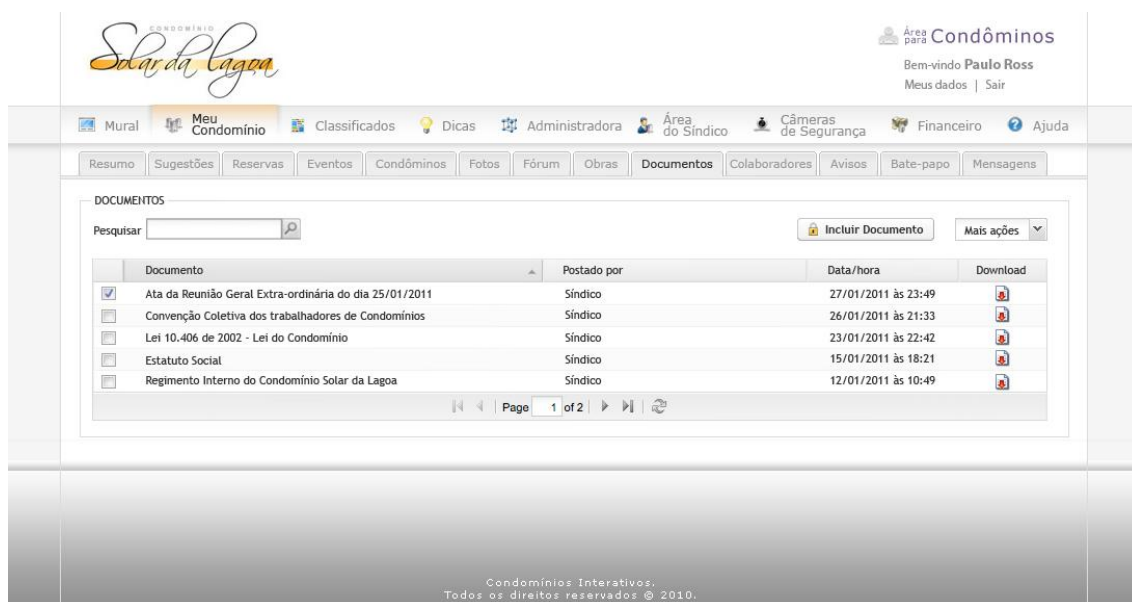 CONDOMÍNIO
Solar da Lagoa
Área para Condôminos
Bem-vindo Paulo Ross
Meus dados | Sair
Mural Meu Condomínio Classificados Dicas Administradora Área do Síndico Câmeras de Segurança Financeiro Ajuda
Resumo Sugestões Reservas Eventos Condôminos Fotos Fórum Obras Documentos Colaboradores Avisos Bate-papo Mensagens
DOCUMENTOS
Pesquisar Incluir Documento Mais ações
Documento Postado por Data/hora Download
Ata da Reunião Geral Extra-ordinária do dia 25/01/2011 Síndico 27/01/2011 às 23:49
Convenção Coletiva dos trabalhadores de Condomínios Síndico 26/01/2011 às 21:33
Lei 10.406 de 2002 - Lei do Condomínio Síndico 23/01/2011 às 22:42
Estatuto Social Síndico 15/01/2011 às 18:21
Regimento Interno do Condomínio Solar da Lagoa Síndico 12/01/2011 às 10:49
Page 1 of 2
Condomínios Interativos.
Todos os direitos reservados © 2010.